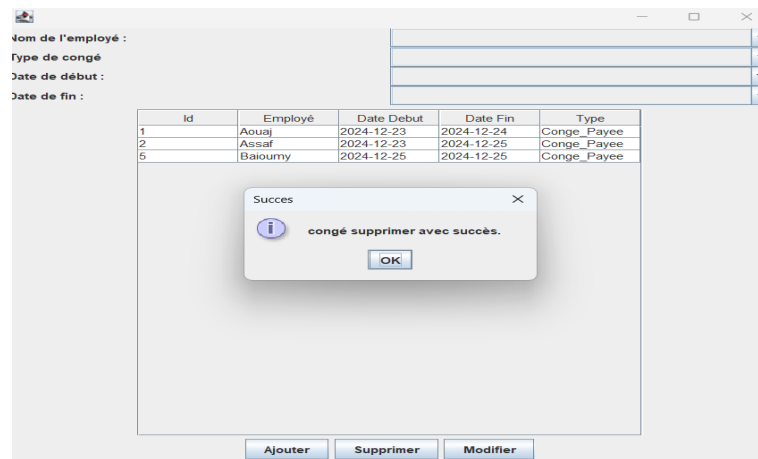 Nom de l'employé :
Type de congé
Date de début :
Date de fin :
Id Employé Date Debut Date Fin Type
1 Aouaj 2024-12-23 2024-12-24 Conge_Payee
2 Assaf 2024-12-23 2024-12-25 Conge_Payee
5 Baioumy 2024-12-25 2024-12-25 Conge_Payee
Succes
congé supprimer avec succès.
OK
Ajouter Supprimer Modifier